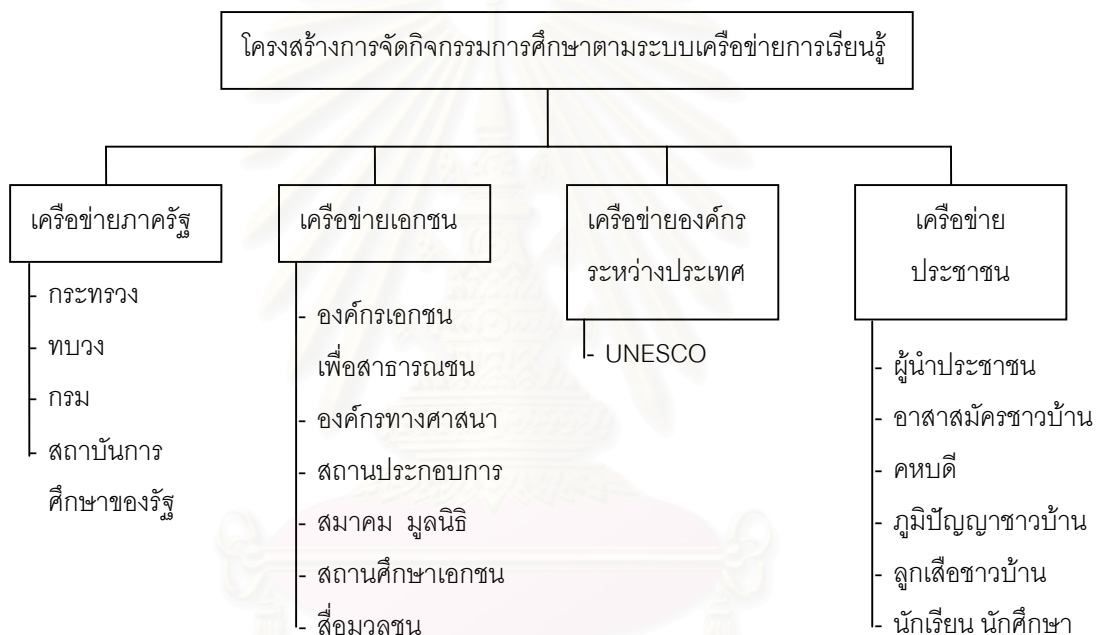 โครงสร้างการจัดกิจกรรมการศึกษาตามระบบเครือข่ายการเรียนรู้
เครือข่ายภาครัฐ
- กระทรวง
- ทบวง
- กรม
- สถาบันการ
ศึกษาของรัฐ
เครือข่ายเอกชน
- องค์กรเอกชน
เพื่อสาธารณชน
- องค์กรทางศาสนา
- สถานประกอบการ
- สมาคม มูลนิธิ
- สถานศึกษาเอกชน
- สื่อมวลชน
เครือข่ายองค์กร
ระหว่างประเทศ
- UNESCO
เครือข่าย
ประชาชน
- ผู้นำประชาชน
- อาสาสมัครชาวบ้าน
- คหบดี
- ภูมิปัญญาชาวบ้าน
- ลูกเสือชาวบ้าน
- นักเรียน นักศึกษา